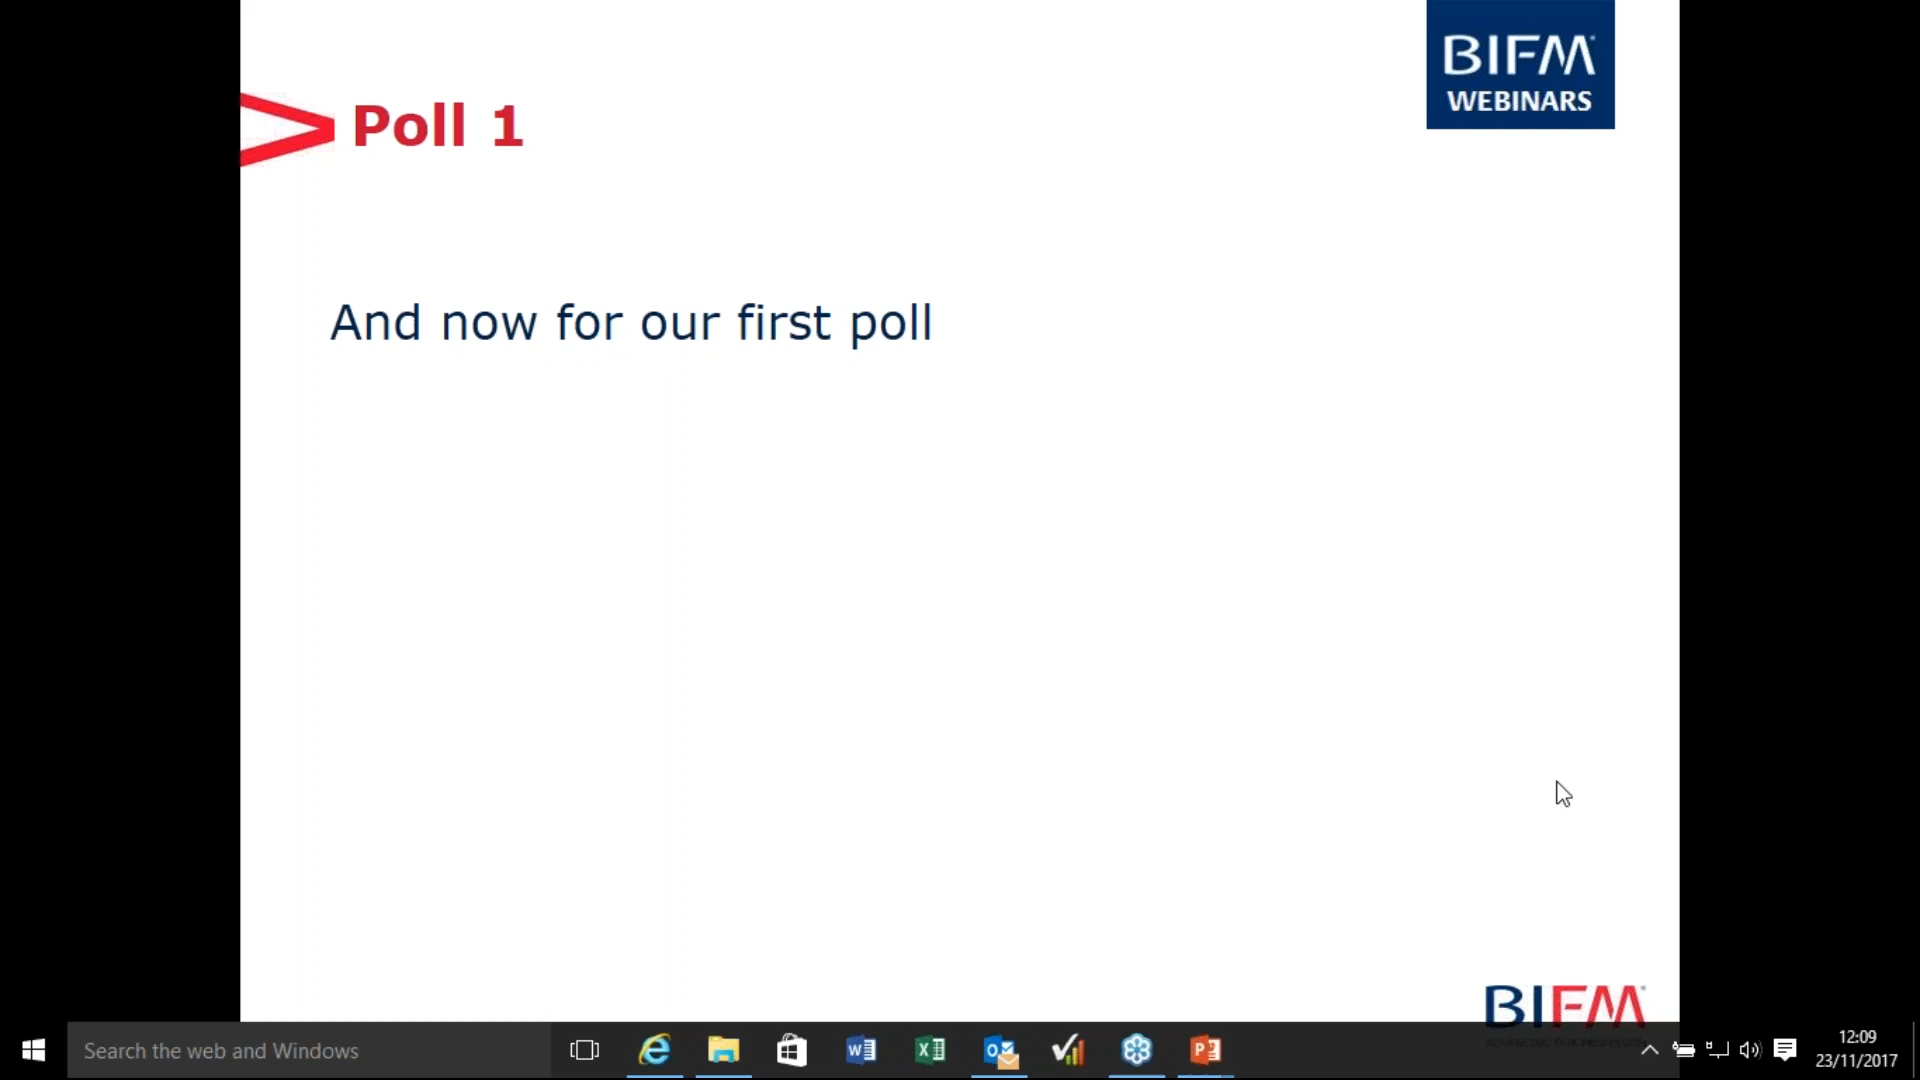 BIFM
WEBINARS
Poll 1
And now for our first poll
BIFM
Search the web and Windows
12:09
23/11/2017